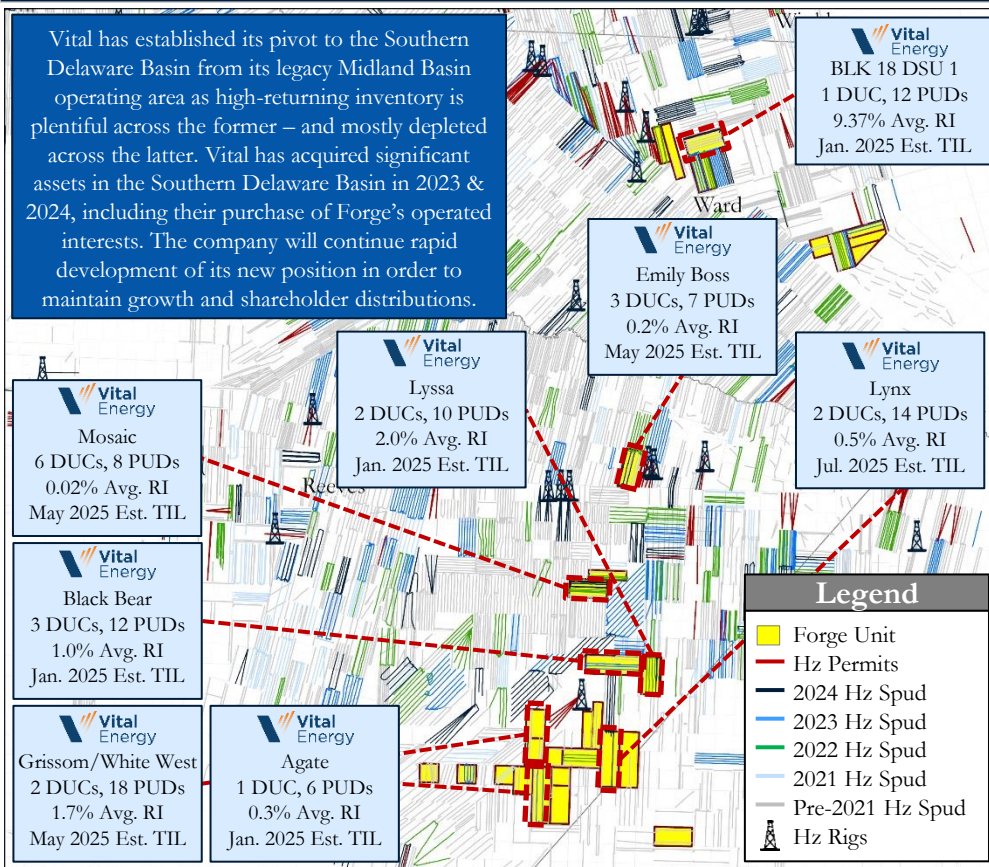 Vital has established its pivot to the Southern
Delaware Basin from its legacy Midland Basin
operating area as high-returning inventory is
plentiful across the former – and mostly depleted
across the latter. Vital has acquired significant
assets in the Southern Delaware Basin in 2023 &
2024, including their purchase of Forge's operated
interests. The company will continue rapid
development of its new position in order to
maintain growth and shareholder distributions.
Vital
Energy
BLK 18 DSU 1
1 DUC, 12 PUDs
9.37% Avg. RI
Jan. 2025 Est. TIL
Ward
Vital
Energy
Emily Boss
3 DUCs, 7 PUDs
0.2% Avg. RI
May 2025 Est. TIL
Vital
Energy
Lyssa
2 DUCs, 10 PUDs
2.0% Avg. RI
Jan. 2025 Est. TIL
Vital
Energy
Lynx
2 DUCs, 14 PUDs
0.5% Avg. RI
Jul. 2025 Est. TIL
Vital
Energy
Mosaic
6 DUCs, 8 PUDs
0.02% Avg. RI
May 2025 Est. TIL
Reeves
Vital
Energy
Black Bear
3 DUCs, 12 PUDs
1.0% Avg. RI
Jan. 2025 Est. TIL
Vital
Energy
Grissom/White West
2 DUCs, 18 PUDs
1.7% Avg. RI
May 2025 Est. TIL
Vital
Energy
Agate
1 DUC, 6 PUDs
0.3% Avg. RI
Jan. 2025 Est. TIL
Legend
Forge Unit
Hz Permits
2024 Hz Spud
2023 Hz Spud
2022 Hz Spud
2021 Hz Spud
Pre-2021 Hz Spud
Hz Rigs